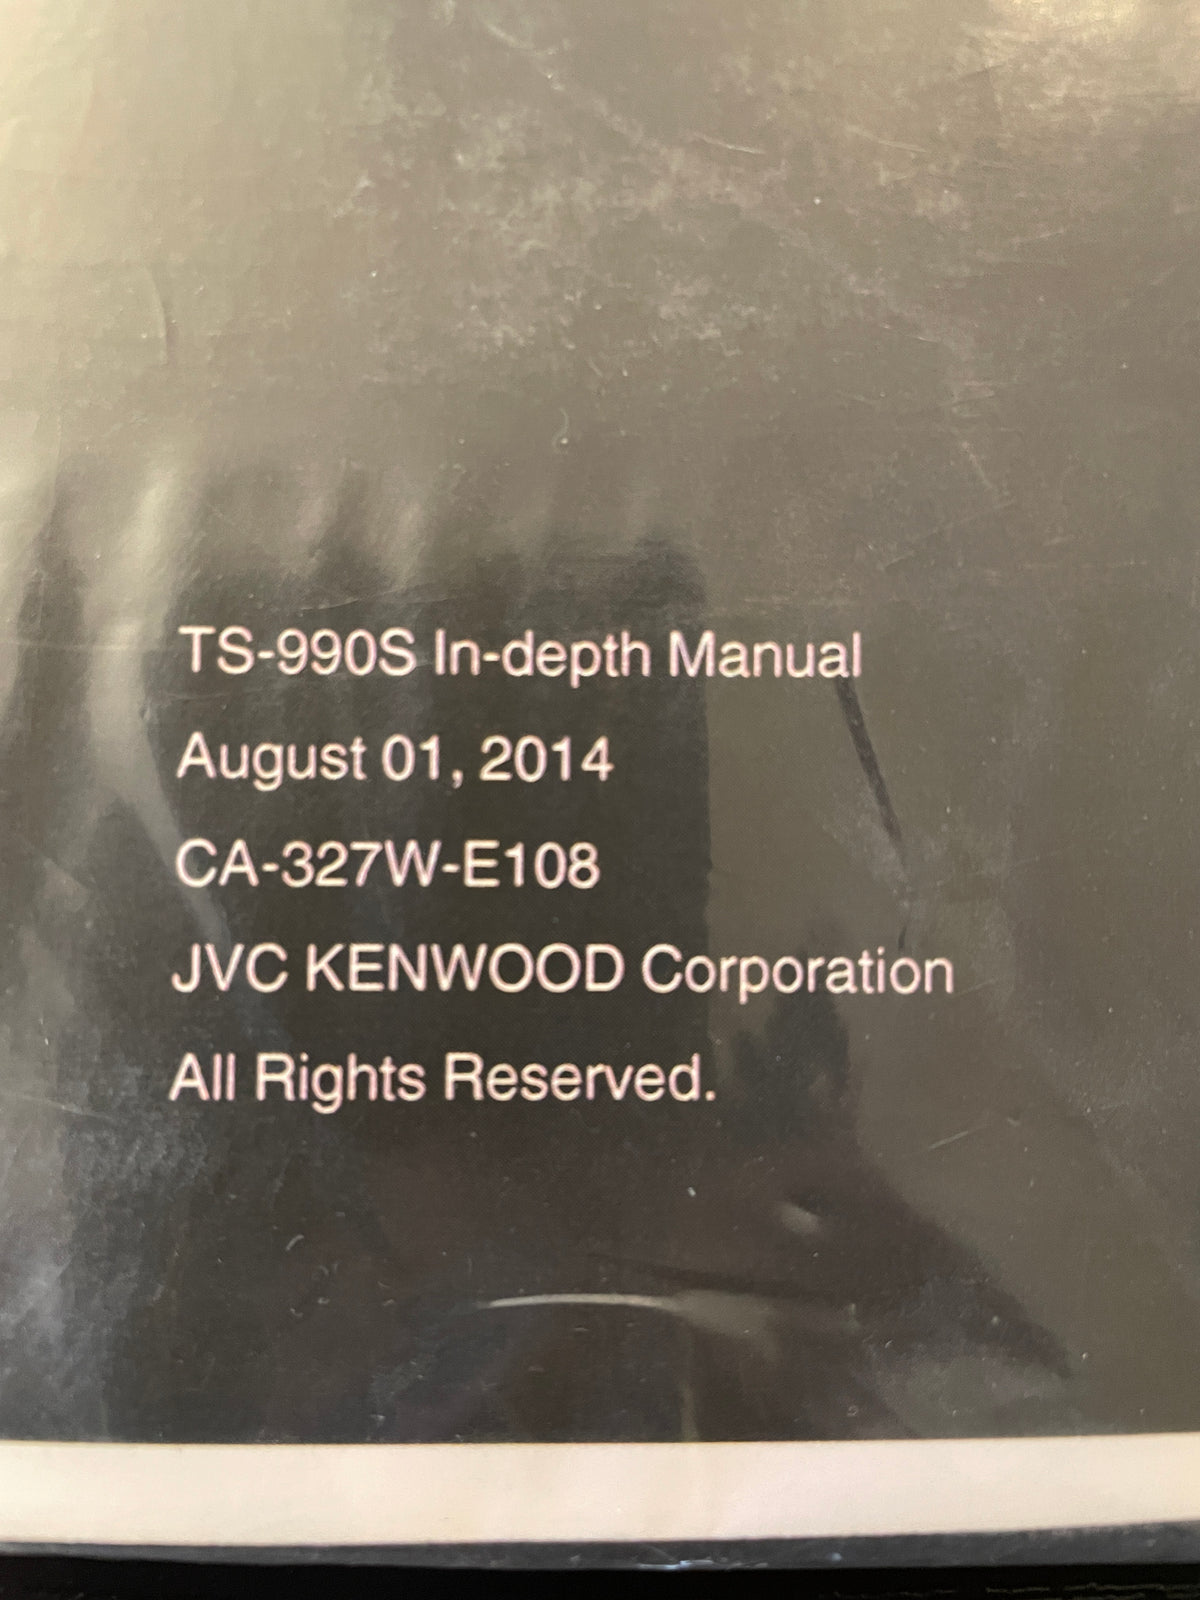 TS-990S In-depth Manual
August 01, 2014
CA-327W-E108
JVC KENWOOD Corporation
All Rights Reserved.